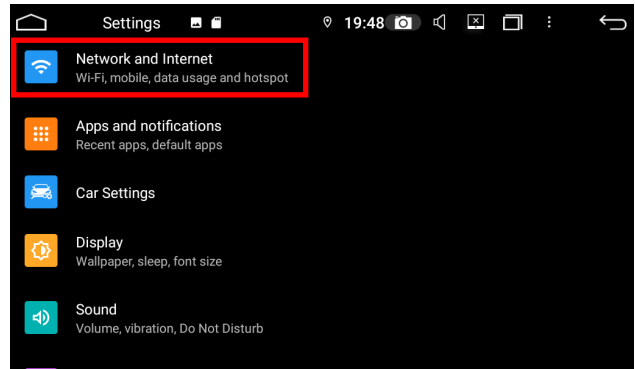 Settings
19:48
Network and Internet
Wi-Fi, mobile, data usage and hotspot
Apps and notifications
Recent apps, default apps
Car Settings
Display
Wallpaper, sleep, font size
Sound
Volume, vibration, Do Not Disturb